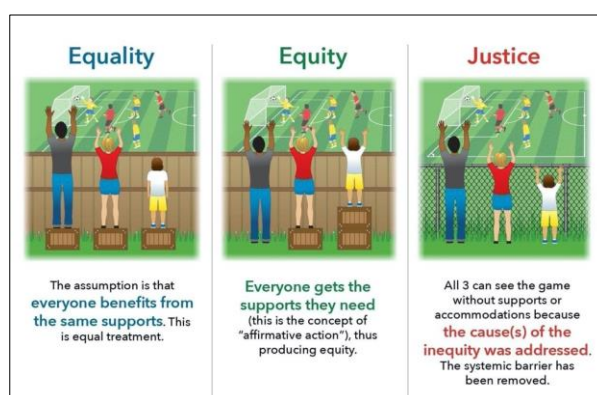 Equality
The assumption is that
everyone benefits from
the same supports. This
is equal treatment.
Equity
Everyone gets the
supports they need
(this is the concept of
"affirmative action"), thus
producing equity.
Justice
All 3 can see the game
without supports or
accommodations because
the cause(s) of the
inequity was addressed.
The systemic barrier has
been removed.